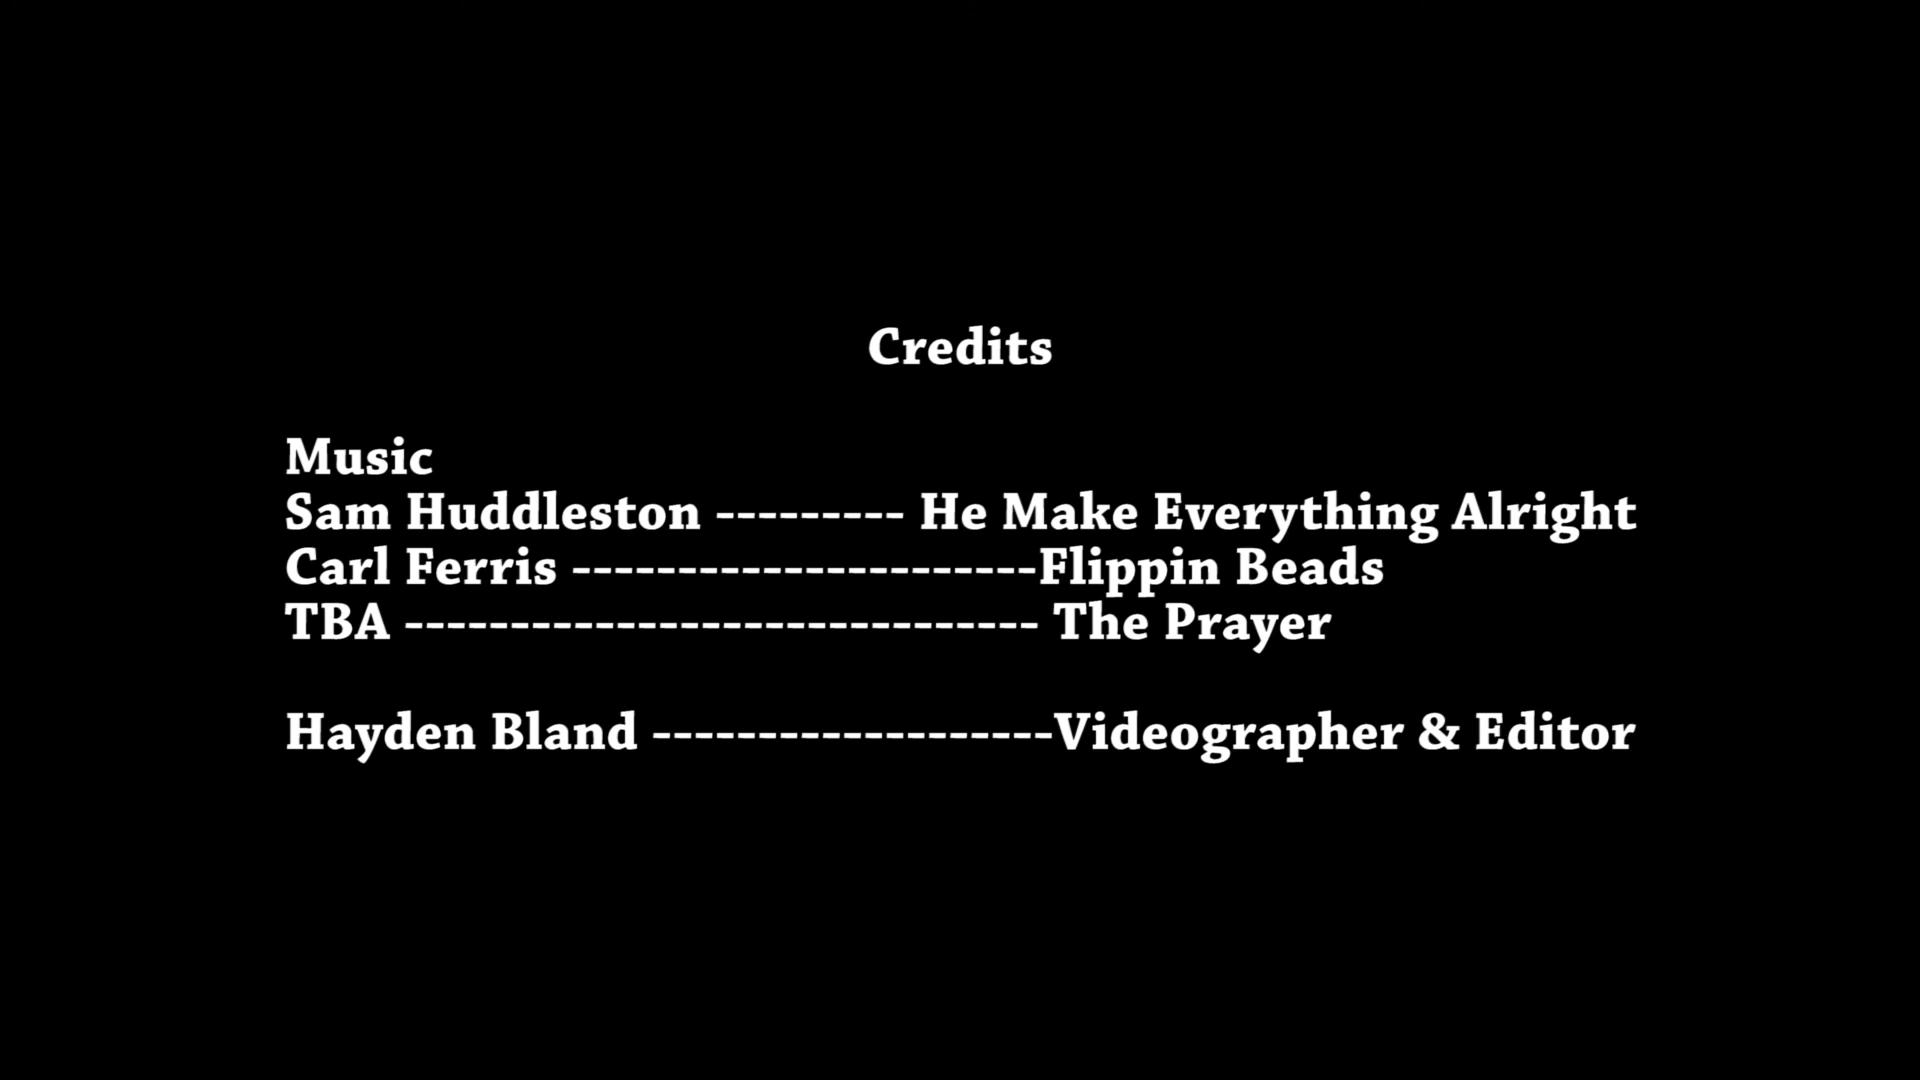 Credits
Music
Sam Huddleston --------- He Make Everything Alright
Carl Ferris ----------------------Flippin Beads
TBA ------------------------------ The Prayer
Hayden Bland -------------------Videographer & Editor